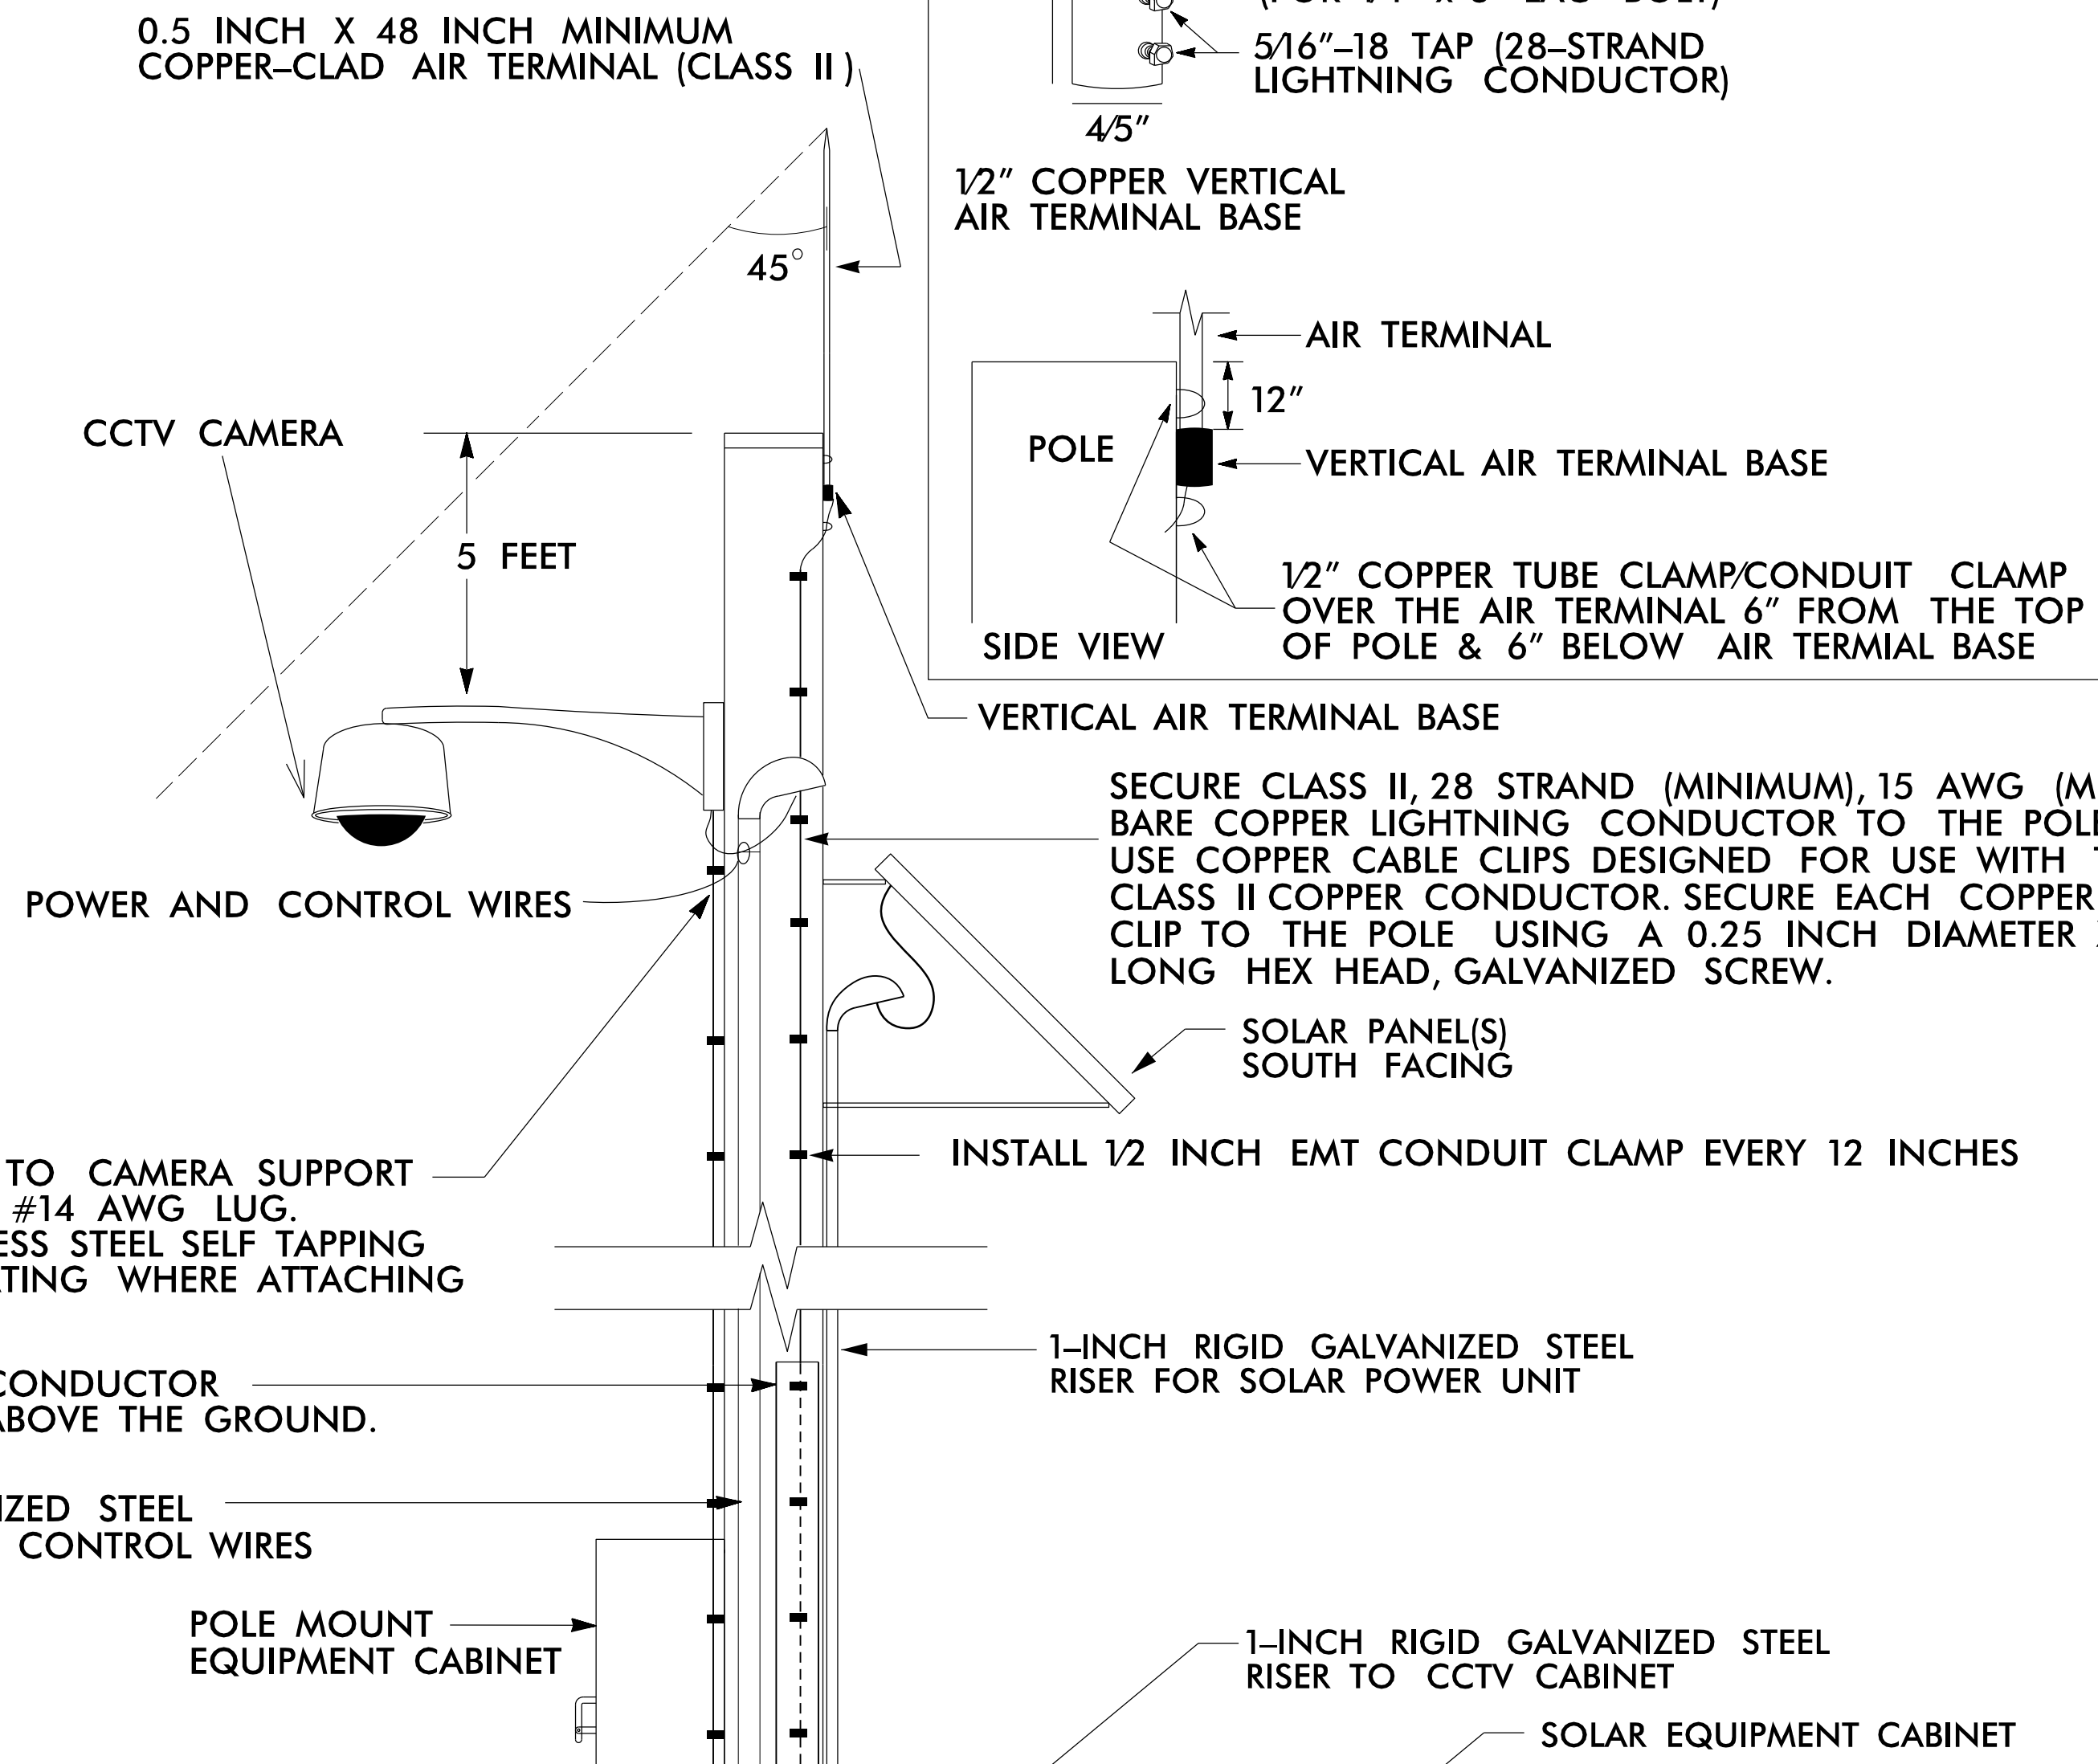 0.5 INCH X 48 INCH MINIMUM
COPPER–CLAD AIR TERMINAL (CLASS II)
5/16"–18 TAP (28–STRAND
LIGHTNING CONDUCTOR)
4/5"
1/2" COPPER VERTICAL
AIR TERMINAL BASE
45°
AIR TERMINAL
12"
CCTV CAMERA
POLE
VERTICAL AIR TERMINAL BASE
5 FEET
1/2" COPPER TUBE CLAMP/CONDUIT CLAMP
OVER THE AIR TERMINAL 6" FROM THE TOP
OF POLE & 6" BELOW AIR TERMIAL BASE
SIDE VIEW
VERTICAL AIR TERMINAL BASE
SECURE CLASS II, 28 STRAND (MINIMUM), 15 AWG (M
BARE COPPER LIGHTNING CONDUCTOR TO THE POLE
USE COPPER CABLE CLIPS DESIGNED FOR USE WITH
CLASS II COPPER CONDUCTOR. SECURE EACH COPPER
CLIP TO THE POLE USING A 0.25 INCH DIAMETER
LONG HEX HEAD, GALVANIZED SCREW.
POWER AND CONTROL WIRES
SOLAR PANEL(S)
SOUTH FACING
INSTALL 1/2 INCH EMT CONDUIT CLAMP EVERY 12 INCHES
TO CAMERA SUPPORT
#14 AWG LUG.
ESS STEEL SELF TAPPING
TING WHERE ATTACHING
1–INCH RIGID GALVANIZED STEEL
RISER FOR SOLAR POWER UNIT
CONDUCTOR
ABOVE THE GROUND.
IZED STEEL
CONTROL WIRES
POLE MOUNT
EQUIPMENT CABINET
1–INCH RIGID GALVANIZED STEEL
RISER TO CCTV CABINET
SOLAR EQUIPMENT CABINET